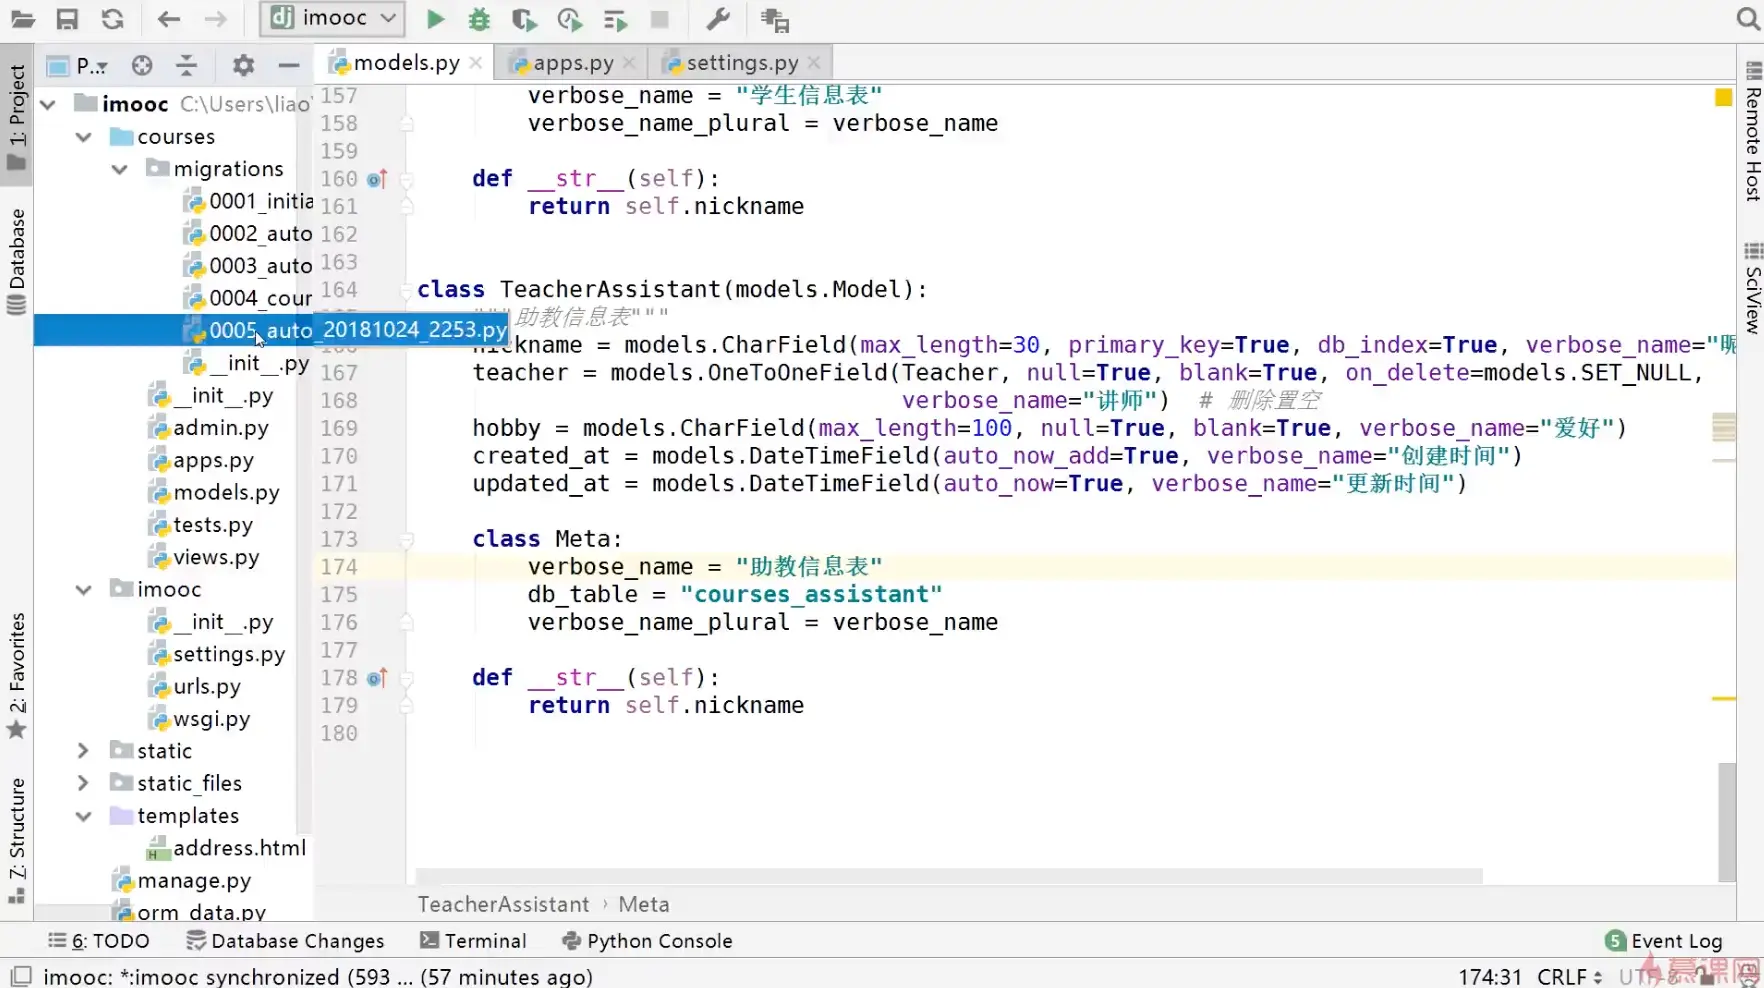 imooc
P..
models.py
apps.py
settings.py
1: Project
Database
2: Favorites
Z: Structure
Remote Host
SciView
imooc C:\Users\liao
courses
migrations
0001_initia
0002_auto
0003_auto
0004_cour
0005_auto_20181024_2253.py
__init__.py
__init__.py
admin.py
apps.py
models.py
tests.py
views.py
imooc
__init__.py
settings.py
urls.py
wsgi.py
static
static_files
templates
address.html
manage.py
orm_data.py
157 verbose_name = "学生信息表"
158 verbose_name_plural = verbose_name
159
160 def __str__(self):
161 return self.nickname
162
163
164 class TeacherAssistant(models.Model):
助教信息表"""
nickname = models.CharField(max_length=30, primary_key=True, db_index=True, verbose_name="昵
167 teacher = models.OneToOneField(Teacher, null=True, blank=True, on_delete=models.SET_NULL,
168 verbose_name="讲师") # 删除置空
169 hobby = models.CharField(max_length=100, null=True, blank=True, verbose_name="爱好")
170 created_at = models.DateTimeField(auto_now_add=True, verbose_name="创建时间")
171 updated_at = models.DateTimeField(auto_now=True, verbose_name="更新时间")
172
173 class Meta:
174 verbose_name = "助教信息表"
175 db_table = "courses_assistant"
176 verbose_name_plural = verbose_name
177
178 def __str__(self):
179 return self.nickname
180
TeacherAssistant › Meta
6: TODO
Database Changes
Terminal
Python Console
5 Event Log
imooc: *:imooc synchronized (593 ... (57 minutes ago)
174:31 CRLF UTF-8
慕课网